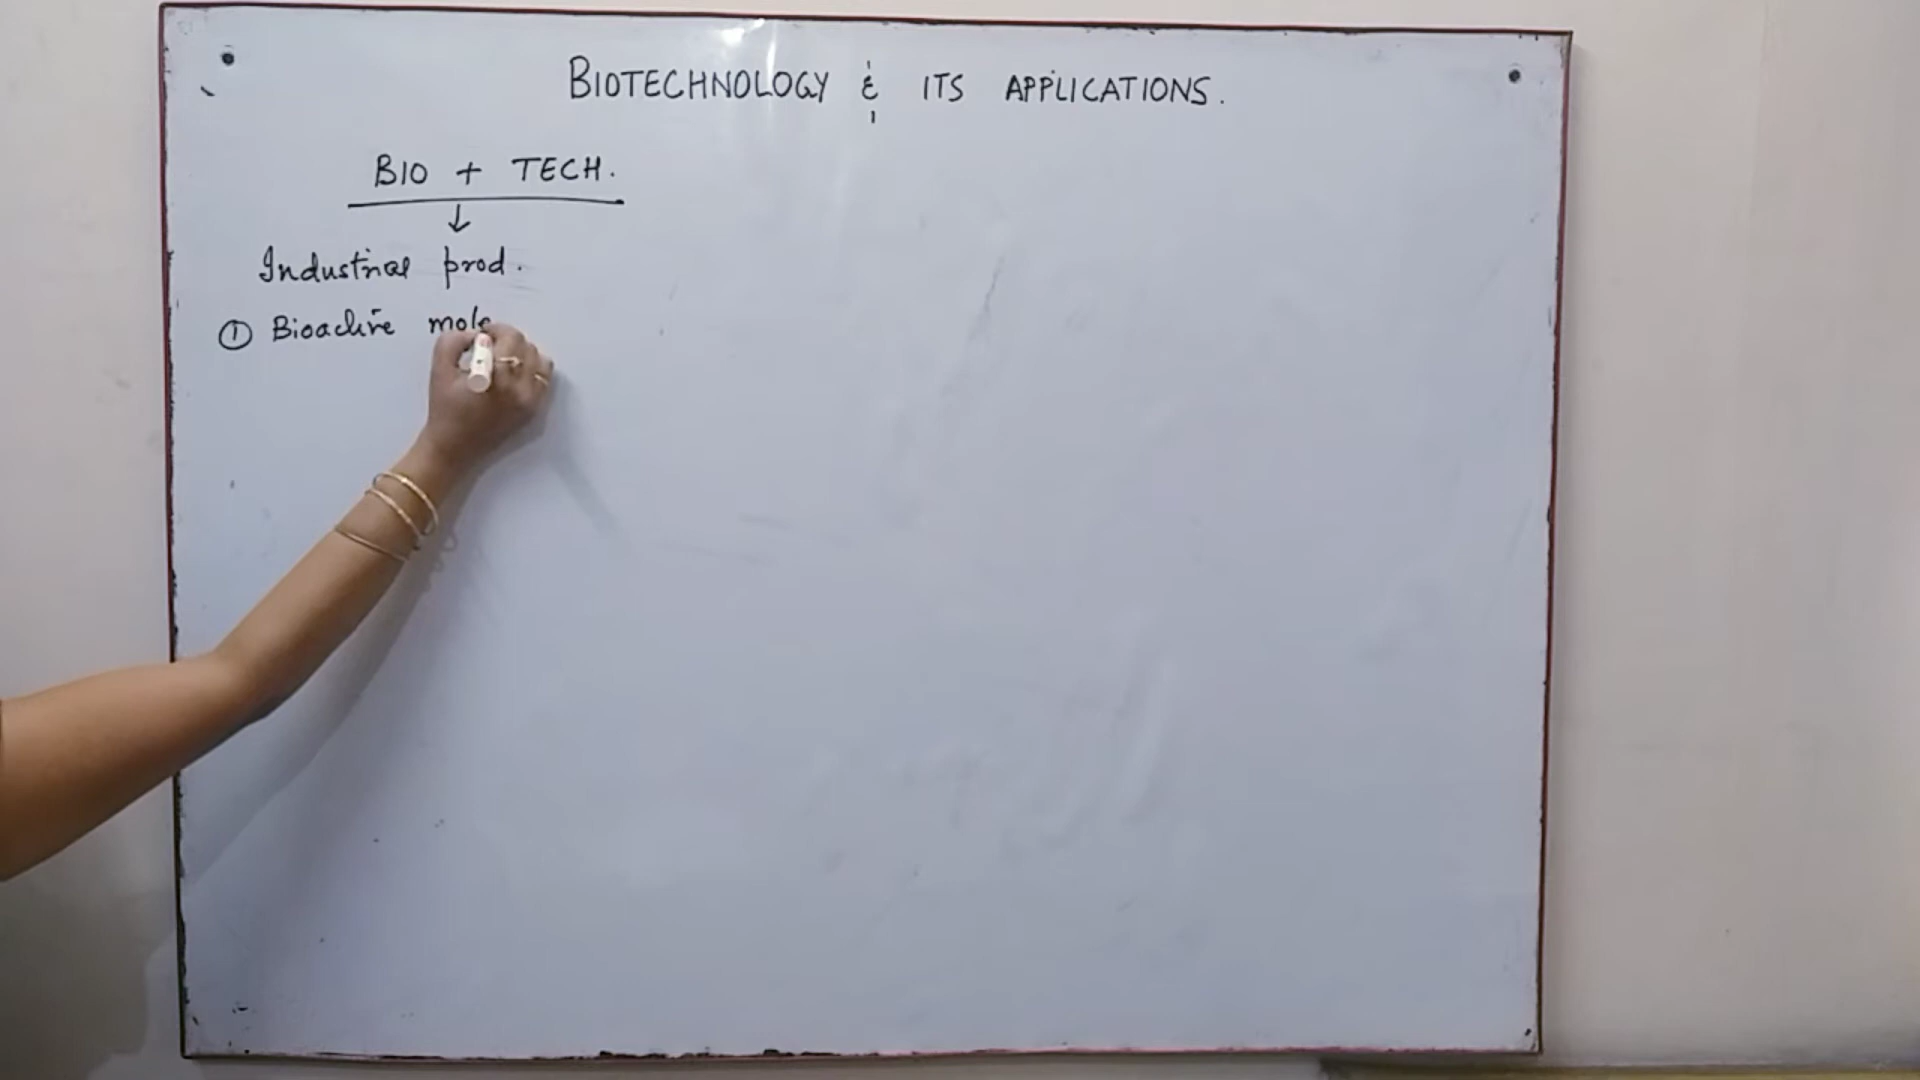 BIOTECHNOLOGY & ITS APPLICATIONS.
BIO + TECH.
↓
Industrial prod.
① Bioactive mole